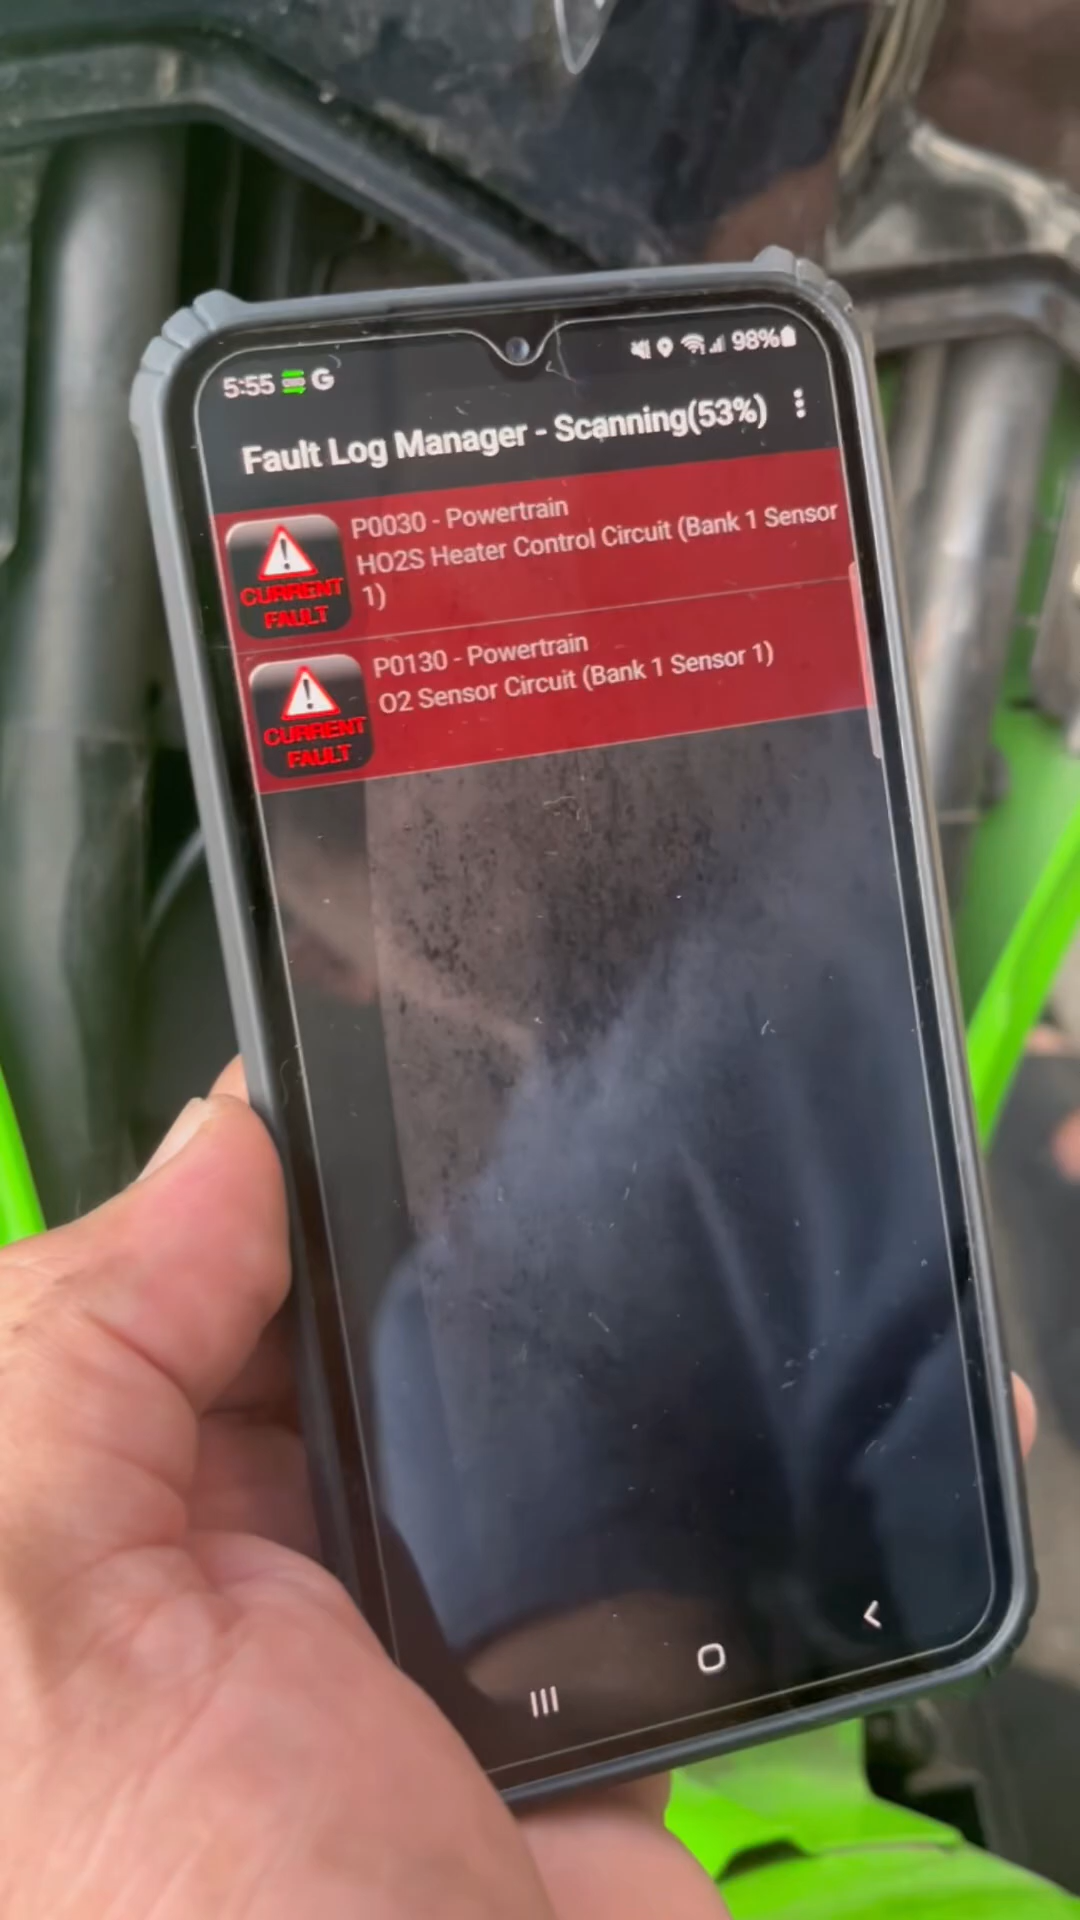 5:55 G 98%
Fault Log Manager - Scanning(53%)
P0030 - Powertrain
HO2S Heater Control Circuit (Bank 1 Sensor
1)
CURRENT
FAULT
P0130 - Powertrain
O2 Sensor Circuit (Bank 1 Sensor 1)
CURRENT
FAULT